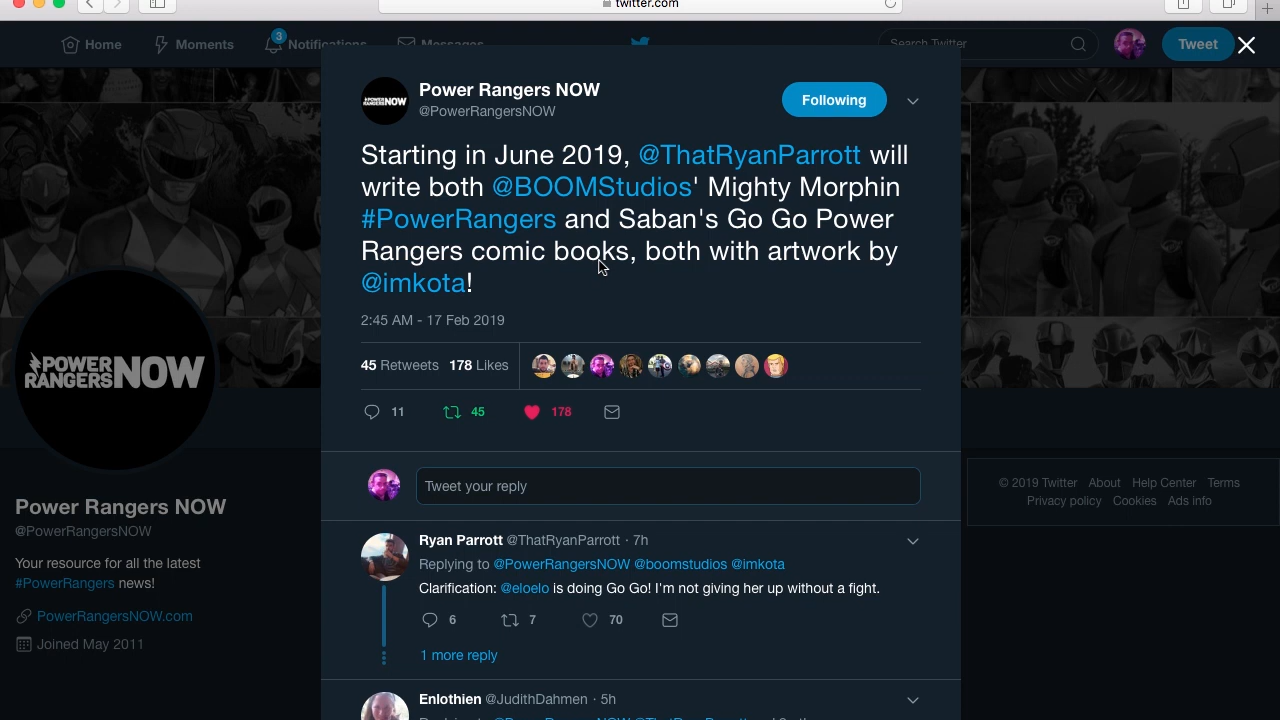 twitter.com
Home
Moments
3
Notifications
Messages
Search Twitter
Tweet
POWER RANGERS NOW
Power Rangers NOW
@PowerRangersNOW
Following
Starting in June 2019, @ThatRyanParrott will
write both @BOOMStudios' Mighty Morphin
#PowerRangers and Saban's Go Go Power
Rangers comic books, both with artwork by
@imkota!
2:45 AM - 17 Feb 2019
45 Retweets 178 Likes
11 45 178
Tweet your reply
Ryan Parrott @ThatRyanParrott · 7h
Replying to @PowerRangersNOW @boomstudios @imkota
Clarification: @eloelo is doing Go Go! I'm not giving her up without a fight.
6 7 70
1 more reply
Enlothien @JudithDahmen · 5h
POWER
RANGERS NOW
Power Rangers NOW
@PowerRangersNOW
Your resource for all the latest
#PowerRangers news!
PowerRangersNOW.com
Joined May 2011
© 2019 Twitter About Help Center Terms
Privacy policy Cookies Ads info